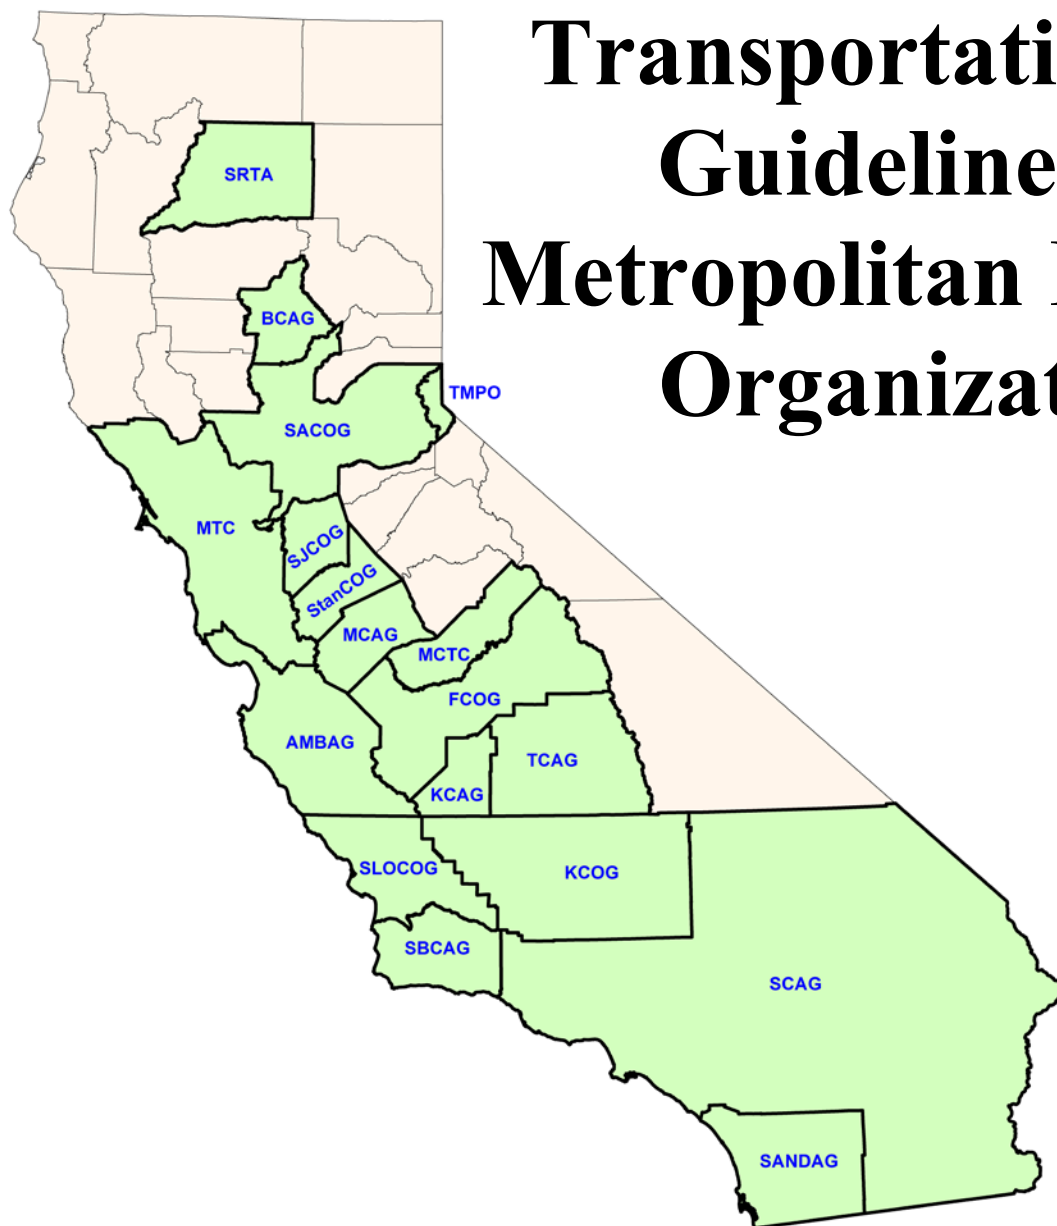 Transportati
Guideline
Metropolitan
Organizat
SRTA
BCAG
TMPO
SACOG
MTC
SJCOG
StanCOG
MCAG
MCTC
FCOG
AMBAG
TCAG
KCAG
SLOCOG
KCOG
SBCAG
SCAG
SANDAG